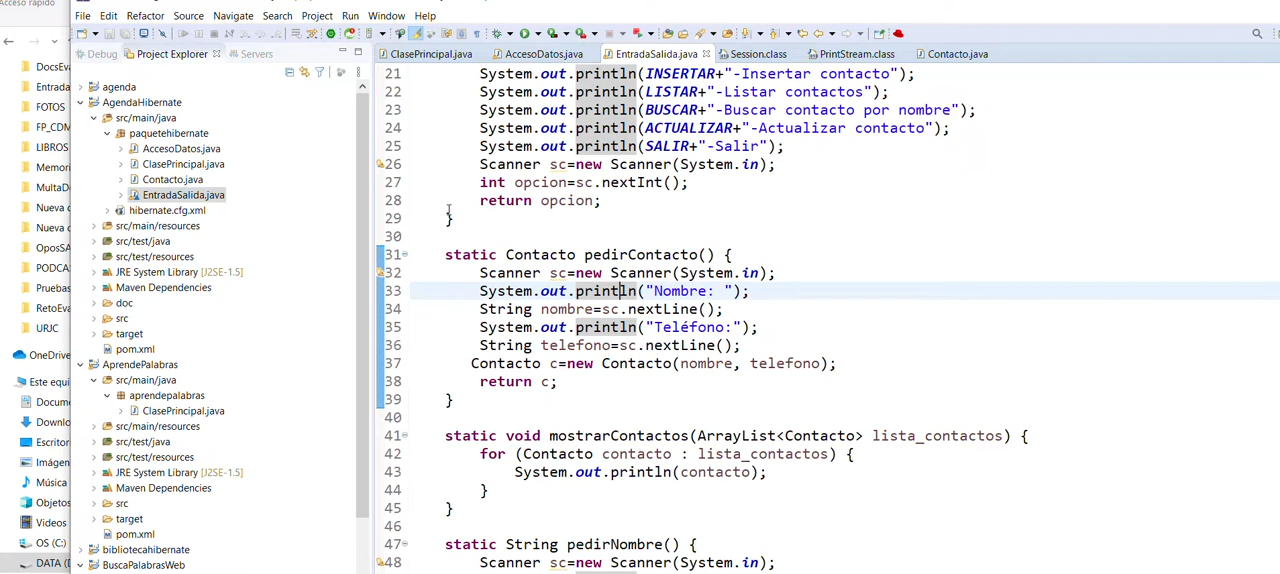 Acceso rápido
File Edit Refactor Source Navigate Search Project Run Window Help
Debug Project Explorer Servers
ClasePrincipal.java AccesoDatos.java EntradaSalida.java Session.class PrintStream.class Contacto.java
DocsEva
Entrada
FOTOS
FP_CDM
LIBROS
Memori
MultaDo
Nueva c
Nueva c
OposSA
PODCA
Pruebas
RetoEva
URJC
OneDrive
Este equi
Docume
Downlo
Escritori
Imágen
Música
Objetos
Videos
OS (C:)
DATA (D
agenda
AgendaHibernate
src/main/java
paquetehibernate
AccesoDatos.java
ClasePrincipal.java
Contacto.java
EntradaSalida.java
hibernate.cfg.xml
src/main/resources
src/test/java
src/test/resources
JRE System Library [J2SE-1.5]
Maven Dependencies
doc
src
target
pom.xml
AprendePalabras
src/main/java
aprendepalabras
ClasePrincipal.java
src/main/resources
src/test/java
src/test/resources
JRE System Library [J2SE-1.5]
Maven Dependencies
src
target
pom.xml
bibliotecahibernate
BuscaPalabrasWeb
21 System.out.println(INSERTAR+"-Insertar contacto");
22 System.out.println(LISTAR+"-Listar contactos");
23 System.out.println(BUSCAR+"-Buscar contacto por nombre");
24 System.out.println(ACTUALIZAR+"-Actualizar contacto");
25 System.out.println(SALIR+"-Salir");
26 Scanner sc=new Scanner(System.in);
27 int opcion=sc.nextInt();
28 return opcion;
29 }
30
31 static Contacto pedirContacto() {
32 Scanner sc=new Scanner(System.in);
33 System.out.println("Nombre: ");
34 String nombre=sc.nextLine();
35 System.out.println("Teléfono:");
36 String telefono=sc.nextLine();
37 Contacto c=new Contacto(nombre, telefono);
38 return c;
39 }
40
41 static void mostrarContactos(ArrayList<Contacto> lista_contactos) {
42 for (Contacto contacto : lista_contactos) {
43 System.out.println(contacto);
44 }
45 }
46
47 static String pedirNombre() {
48 Scanner sc=new Scanner(System.in);